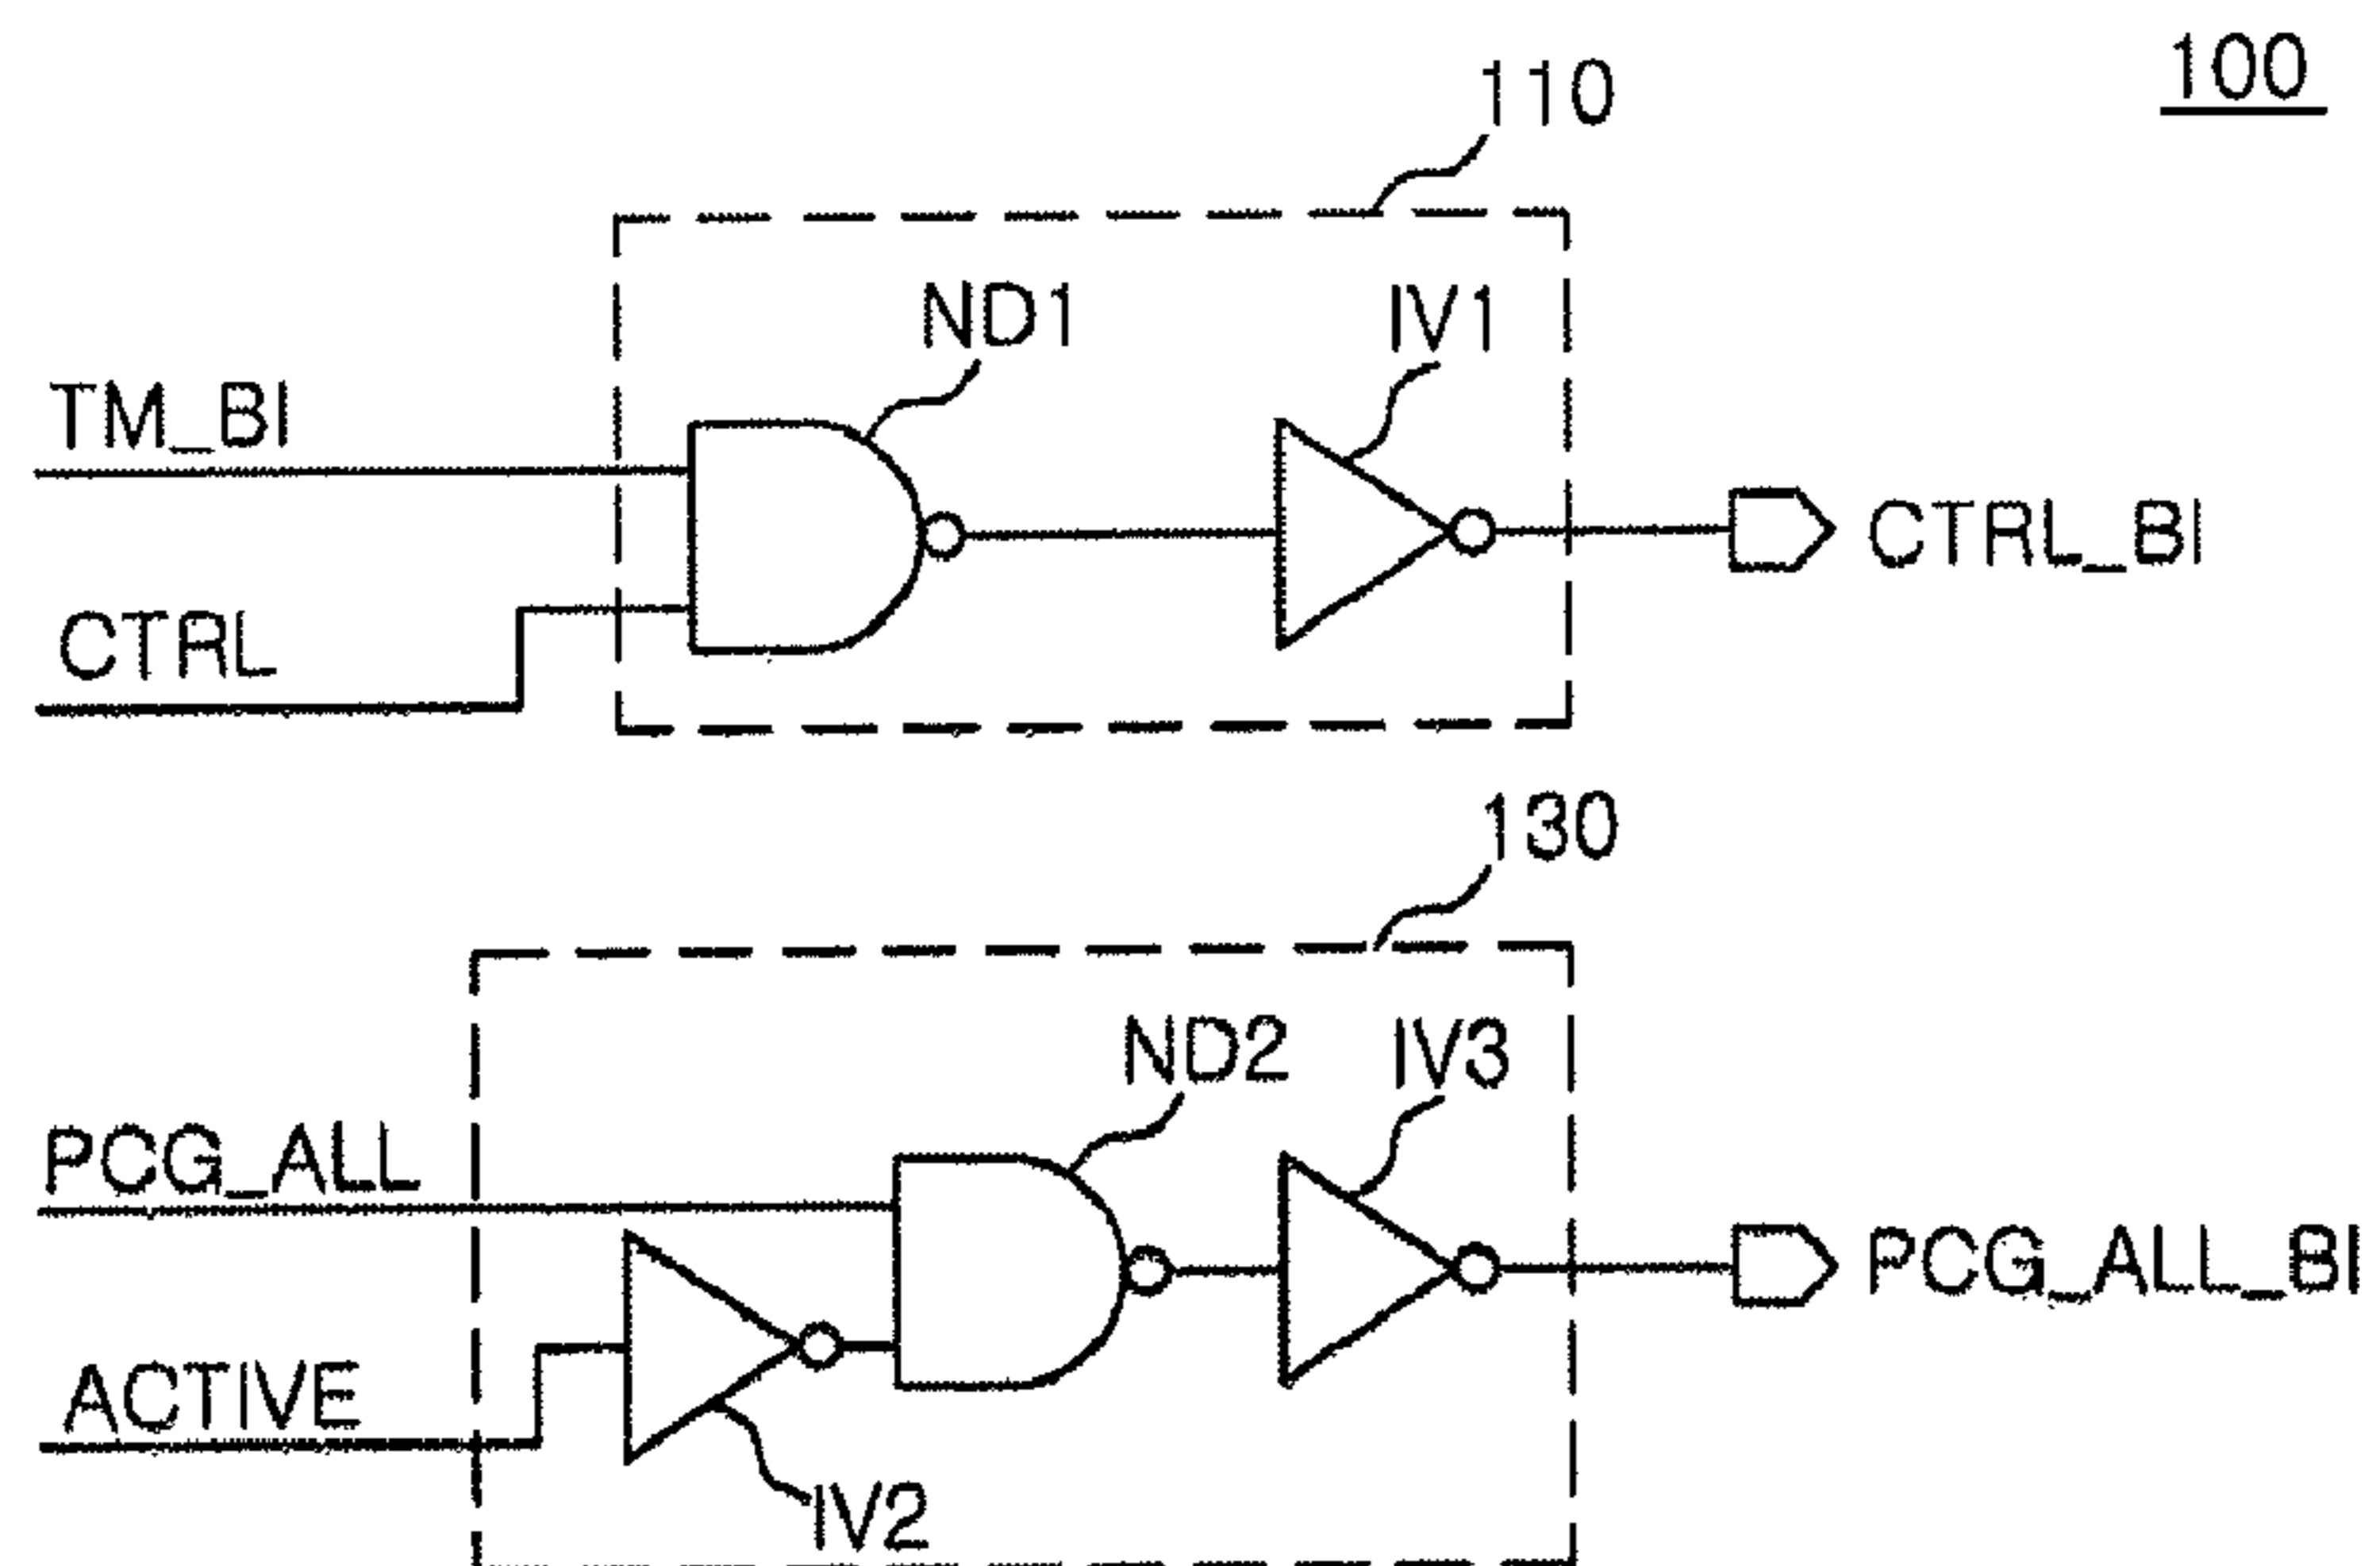 100
110
ND1
IV1
TM_BI
CTRL_BI
CTRL
130
ND2
IV3
PCG_ALL
PCG_ALL_BI
ACTIVE
IV2